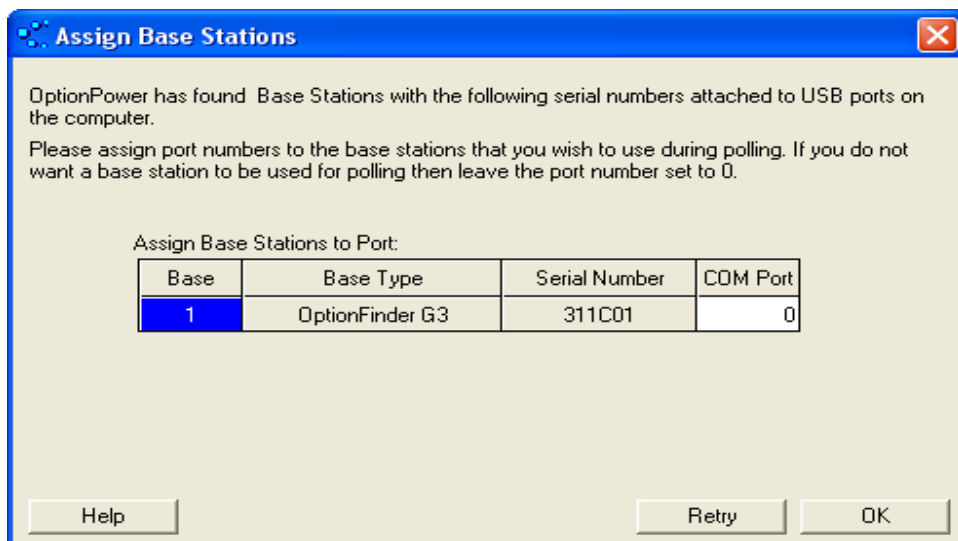 Assign Base Stations
OptionPower has found  Base Stations with the following serial numbers attached to USB ports on
the computer.
Please assign port numbers to the base stations that you wish to use during polling. If you do not
want a base station to be used for polling then leave the port number set to 0.
Assign Base Stations to Port:
Base Base Type Serial Number COM Port
1 OptionFinder G3 311C01 0
Help Retry OK